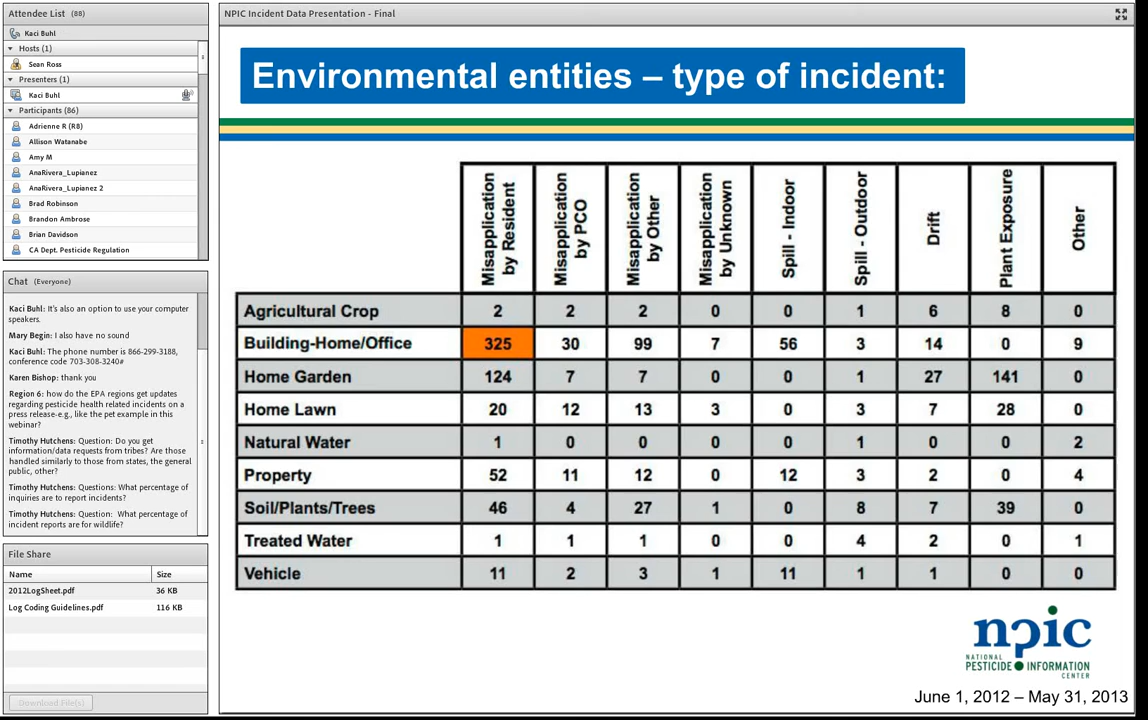 Attendee List (88)
Kaci Buhl
Hosts (1)
Sean Ross
Presenters (1)
Kaci Buhl
Participants (86)
Adrienne R (R8)
Allison Watanabe
Amy M
AnaRivera_Lupianez
AnaRivera_Lupianez 2
Brad Robinson
Brandon Ambrose
Brian Davidson
CA Dept. Pesticide Regulation
Chat (Everyone)
Kaci Buhl: It's also an option to use your computer
speakers.
Mary Begin: I also have no sound
Kaci Buhl: The phone number is 866-299-3188,
conference code 703-308-3240#
Karen Bishop: thank you
Region 6: how do the EPA regions get updates
regarding pesticide health related incidents on a
press release-e.g., like the pet example in this
webinar?
Timothy Hutchens: Question: Do you get
information/data requests from tribes? Are those
handled similarly to those from states, the general
public, other?
Timothy Hutchens: Questions: What percentage of
inquiries are to report incidents?
Timothy Hutchens: Question: What percentage of
incident reports are for wildlife?
File Share
Name Size
2012LogSheet.pdf 36 KB
Log Coding Guidelines.pdf 116 KB
Download File(s)
NPIC Incident Data Presentation - Final
Environmental entities – type of incident:
Misapplication
by Resident
Misapplication
by PCO
Misapplication
by Other
Misapplication
by Unknown
Spill - Indoor
Spill - Outdoor
Drift
Plant Exposure
Other
Agricultural Crop 2 2 2 0 0 1 6 8 0
Building-Home/Office 325 30 99 7 56 3 14 0 9
Home Garden 124 7 7 0 0 1 27 141 0
Home Lawn 20 12 13 3 0 3 7 28 0
Natural Water 1 0 0 0 0 1 0 0 2
Property 52 11 12 0 12 3 2 0 4
Soil/Plants/Trees 46 4 27 1 0 8 7 39 0
Treated Water 1 1 1 0 0 4 2 0 1
Vehicle 11 2 3 1 11 1 1 0 0
npic
NATIONAL
PESTICIDE INFORMATION
CENTER
June 1, 2012 – May 31, 2013